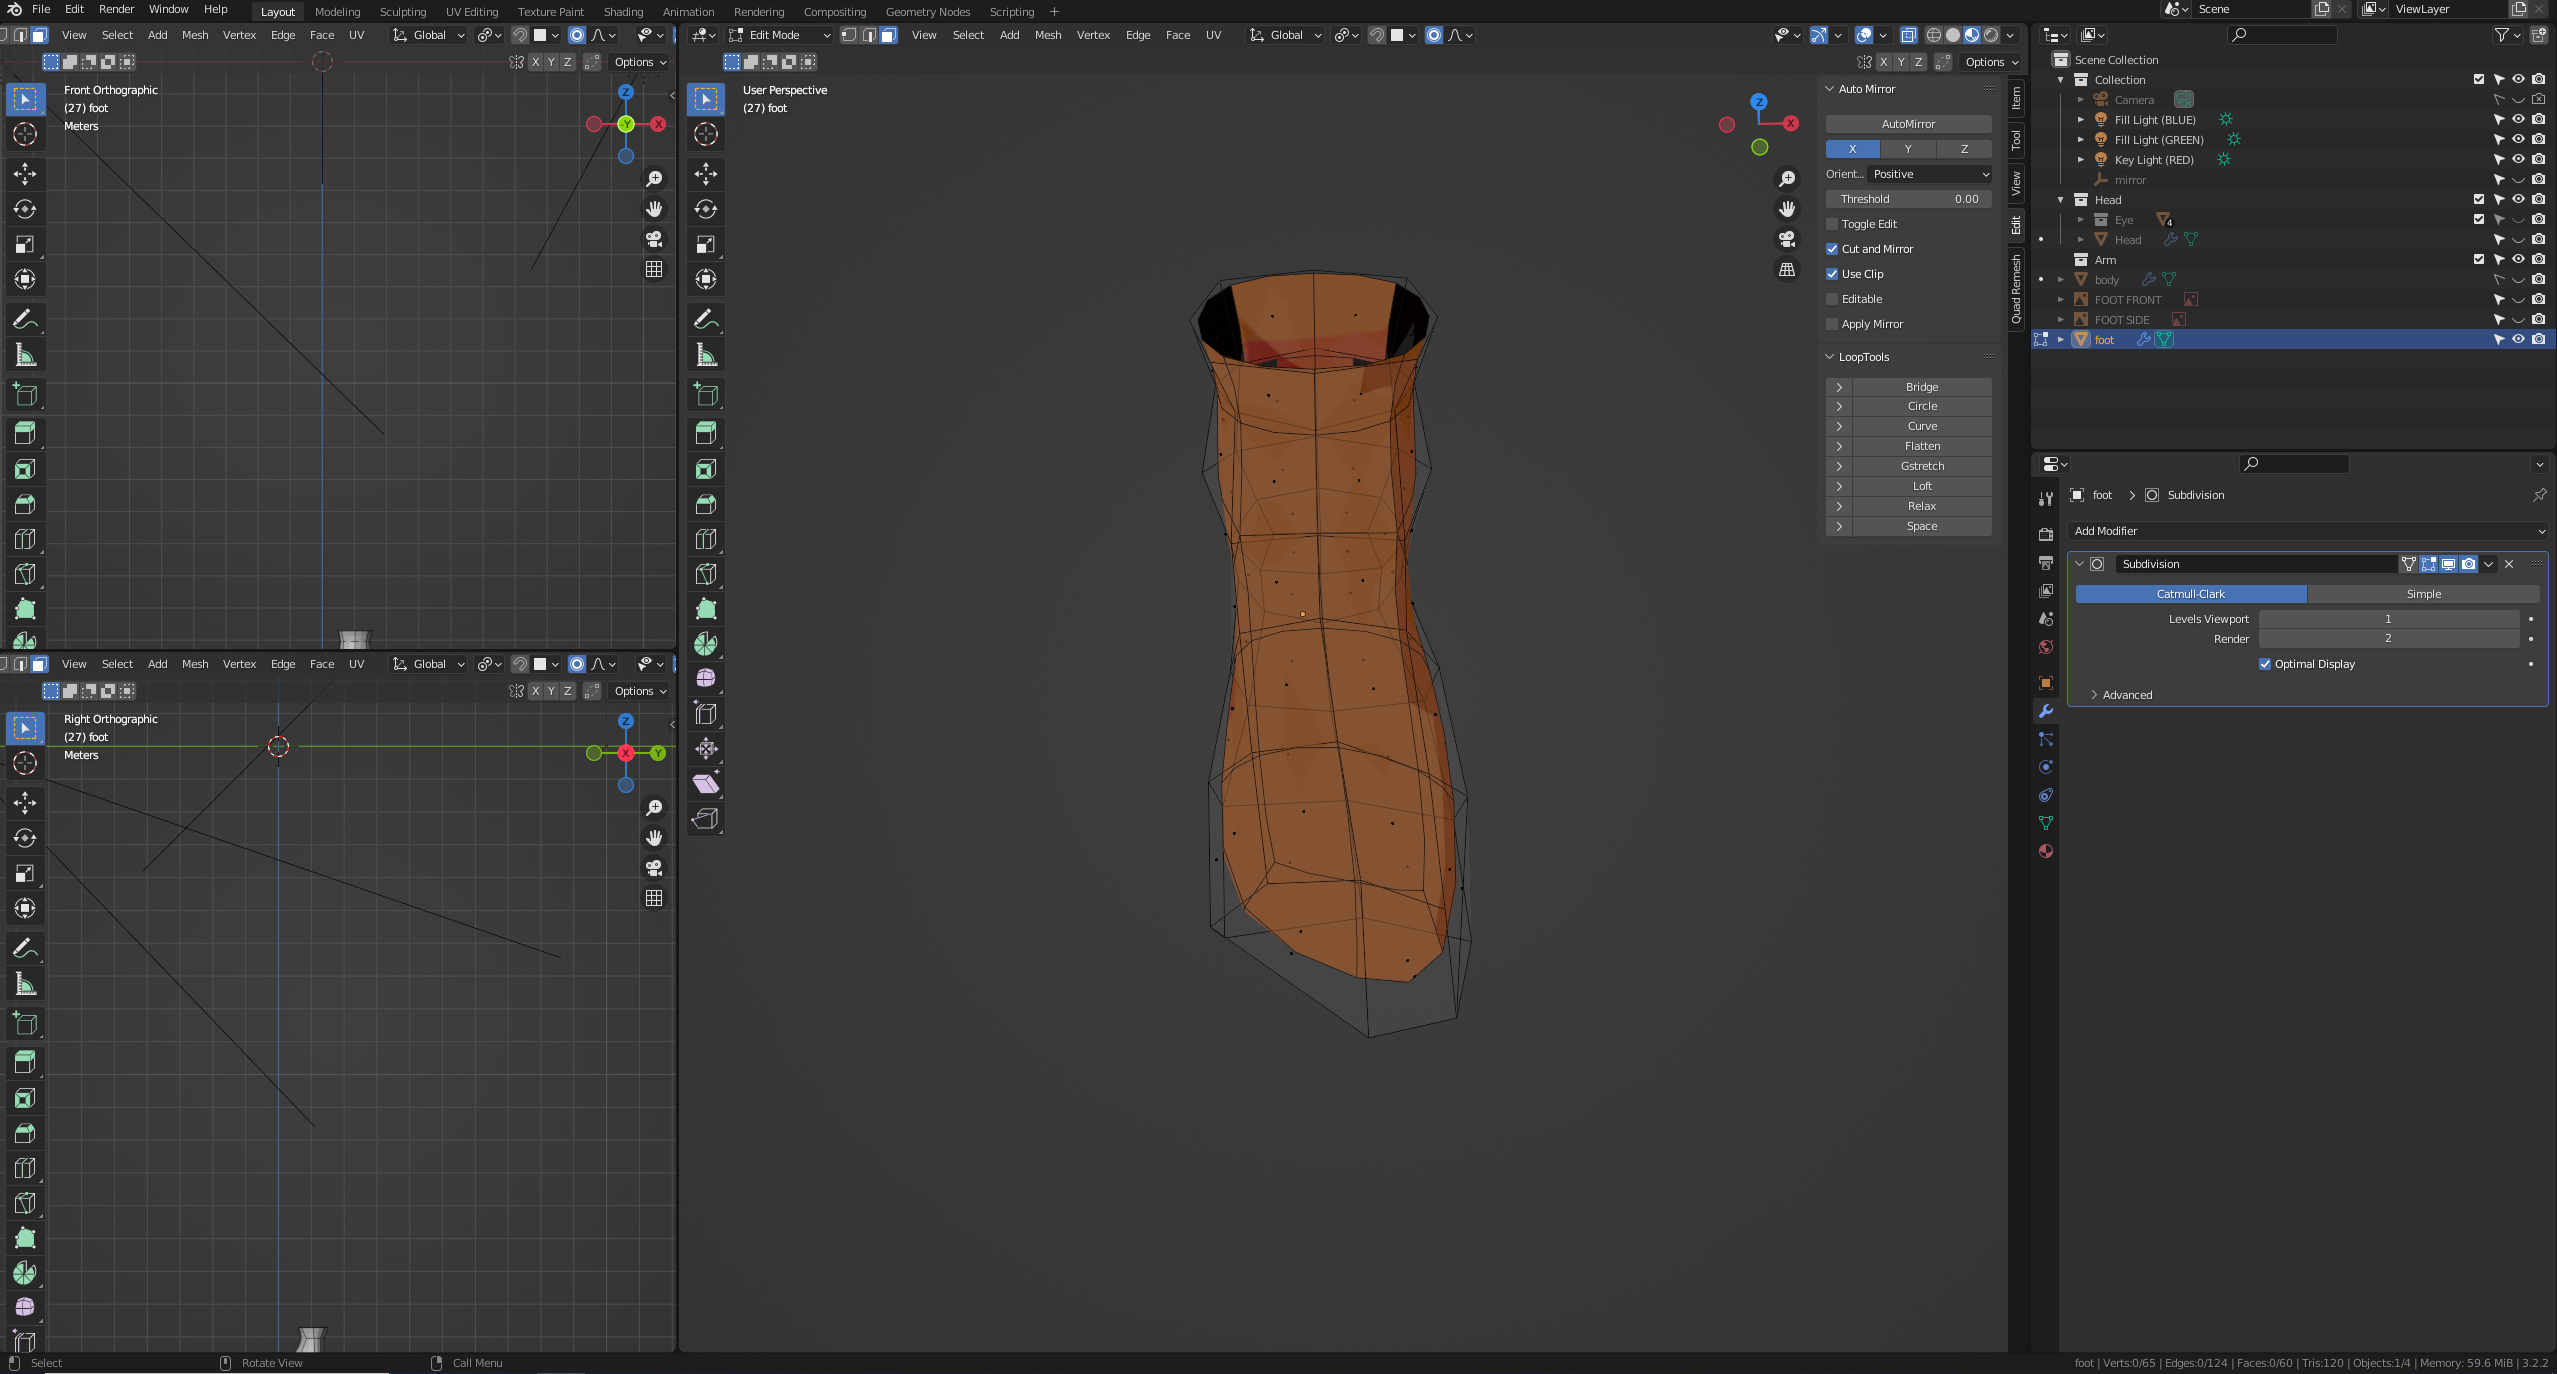 File Edit Render Window Help Layout Modeling Sculpting UV Editing Texture Paint Shading Animation Rendering Compositing Geometry Nodes Scripting + Scene ViewLayer
View Select Add Mesh Vertex Edge Face UV Global
Edit Mode View Select Add Mesh Vertex Edge Face UV Global
X Y Z Options
X Y Z Options
Front Orthographic
(27) foot
Meters
Z
Y
X
User Perspective
(27) foot
Z
X
Auto Mirror
AutoMirror
X Y Z
Orient... Positive
Threshold 0.00
Toggle Edit
Cut and Mirror
Use Clip
Editable
Apply Mirror
LoopTools
Bridge
Circle
Curve
Flatten
Gstretch
Loft
Relax
Space
Item
Tool
View
Edit
Quad Remesh
Scene Collection
Collection
Camera
Fill Light (BLUE)
Fill Light (GREEN)
Key Light (RED)
mirror
Head
Eye 4
Head
Arm
body
FOOT FRONT
FOOT SIDE
foot
foot > Subdivision
Add Modifier
Subdivision
Catmull-Clark Simple
Levels Viewport 1
Render 2
Optimal Display
Advanced
View Select Add Mesh Vertex Edge Face UV Global
X Y Z Options
Right Orthographic
(27) foot
Meters
Z
X
Y
Select Rotate View Call Menu
foot | Verts:0/65 | Edges:0/124 | Faces:0/60 | Tris:120 | Objects:1/4 | Memory: 59.6 MiB | 3.2.2